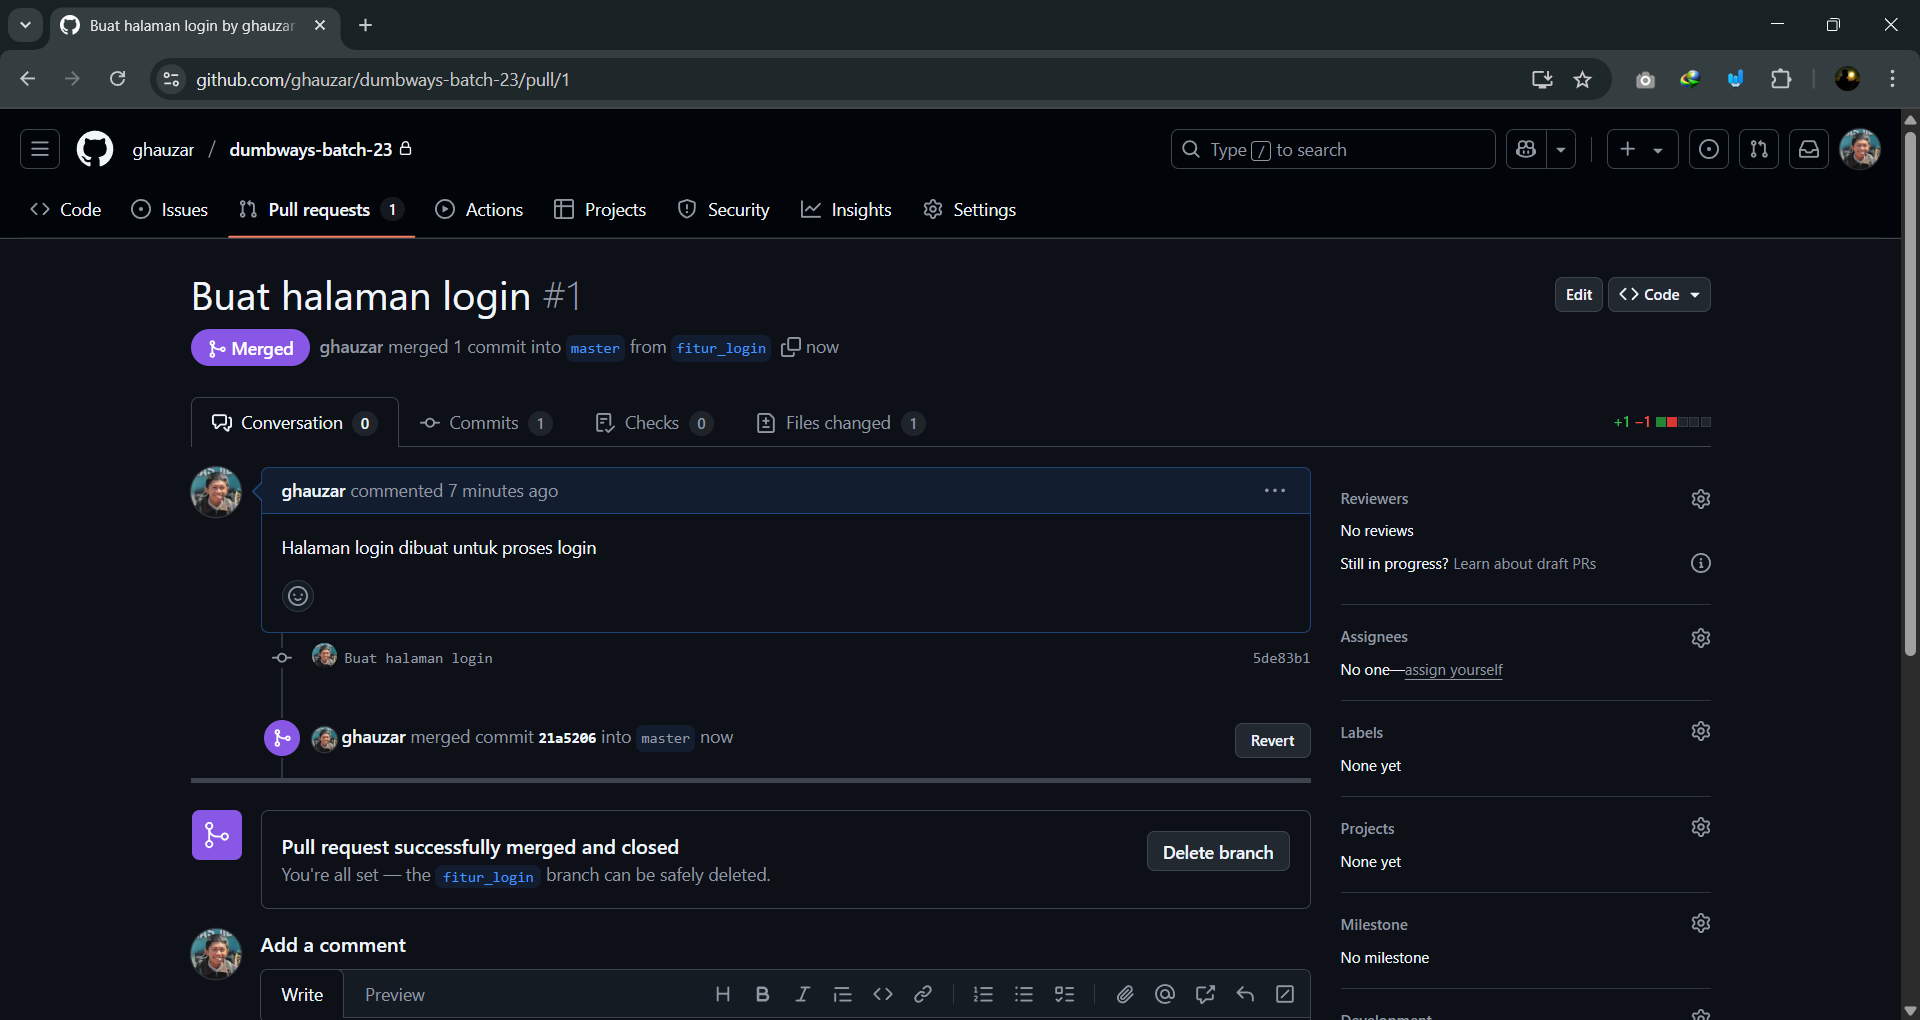 Buat halaman login by ghauzar
github.com/ghauzar/dumbways-batch-23/pull/1
ghauzar / dumbways-batch-23
Type / to search
Code
Issues
Pull requests 1
Actions
Projects
Security
Insights
Settings
Buat halaman login #1
Edit
Code
Merged
ghauzar merged 1 commit into master from fitur_login now
Conversation 0
Commits 1
Checks 0
Files changed 1
+1 −1
ghauzar commented 7 minutes ago
Halaman login dibuat untuk proses login
Buat halaman login
5de83b1
ghauzar merged commit 21a5206 into master now
Revert
Pull request successfully merged and closed
You're all set — the fitur_login branch can be safely deleted.
Delete branch
Add a comment
Write
Preview
Reviewers
No reviews
Still in progress? Learn about draft PRs
Assignees
No one—assign yourself
Labels
None yet
Projects
None yet
Milestone
No milestone
Development